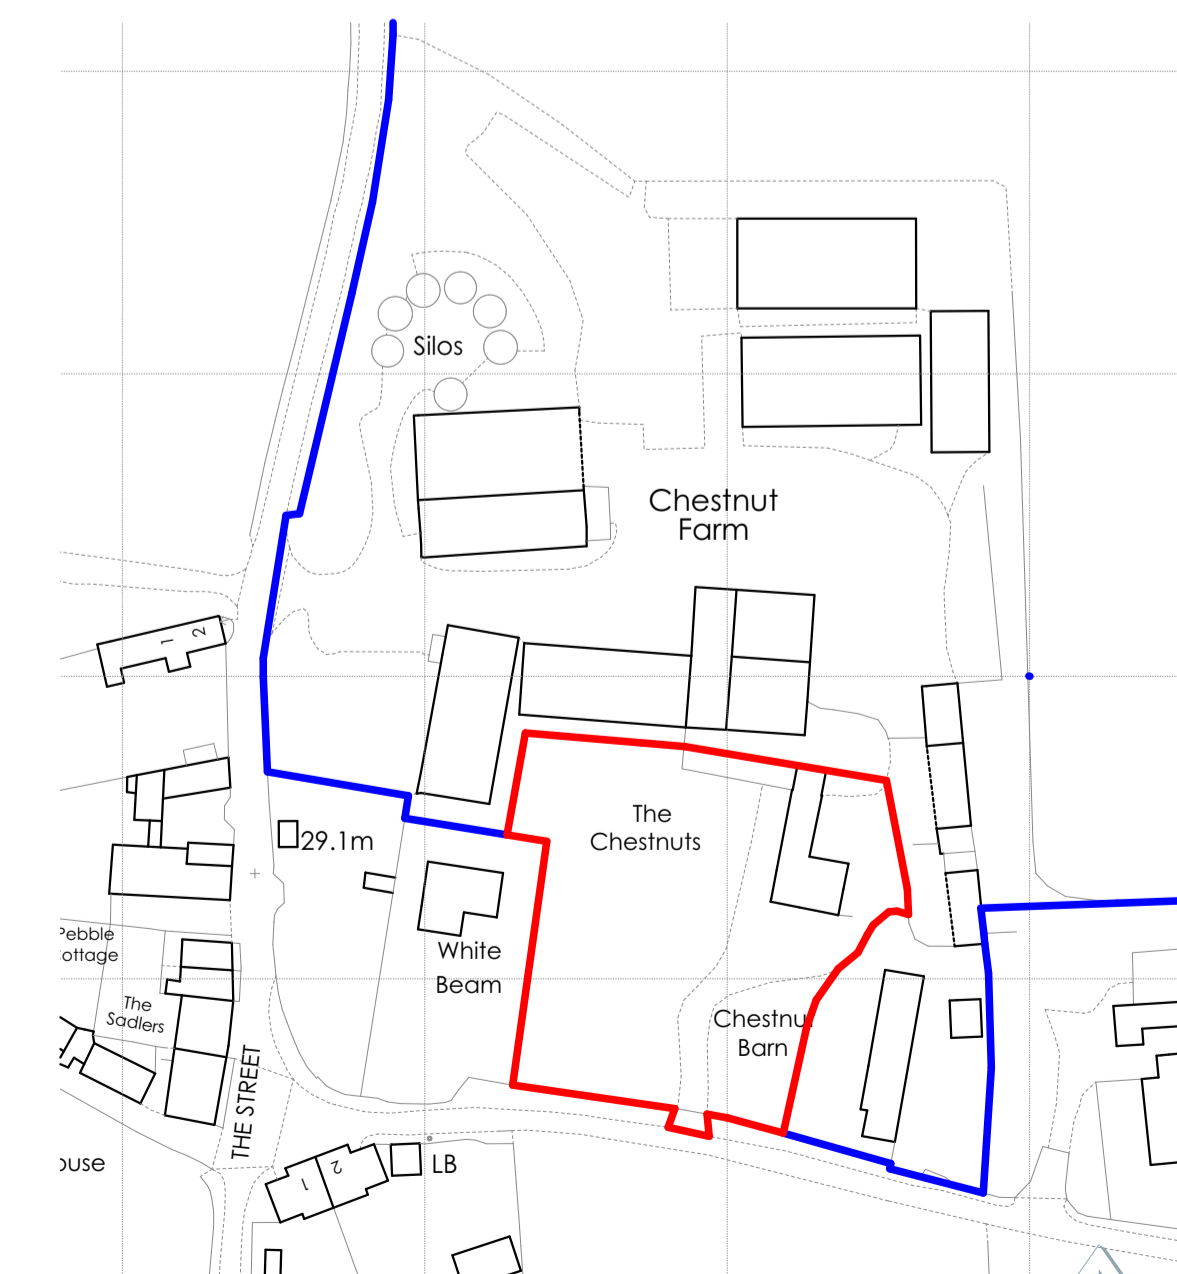 Silos
Chestnut
Farm
1
2
The
Chestnuts
29.1m
White
Beam
Pebble
ottage
The
Sadlers
Chestnut
Barn
THE STREET
ouse
1
2
LB